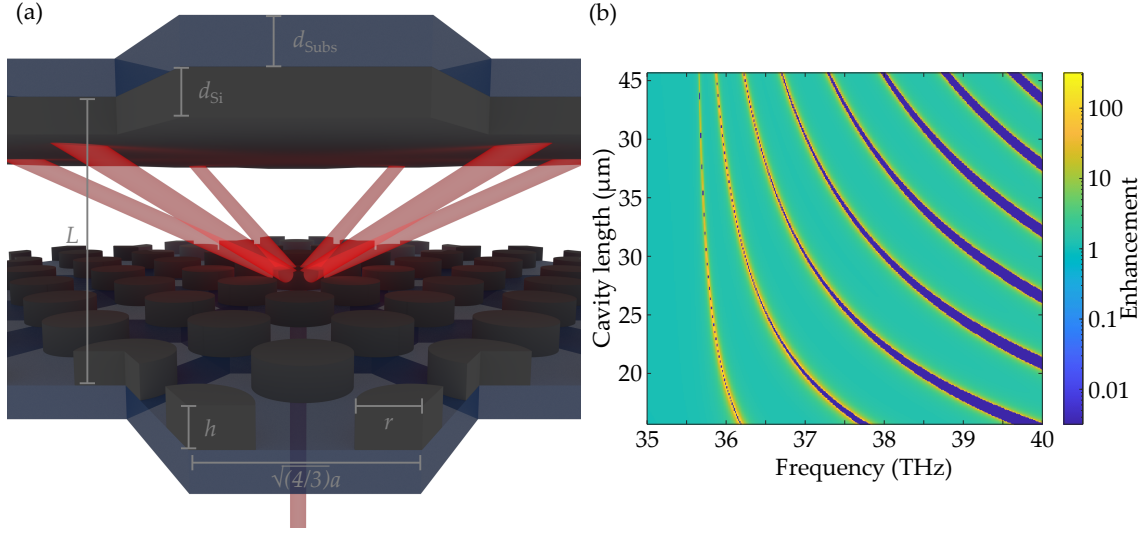 (a)
d_Subs
d_Si
L
h
r
√(4/3)a
(b)
45
40
35
30
25
20
Cavity length (μm)
35 36 37 38 39 40
Frequency (THz)
100
10
1
0.1
0.01
Enhancement